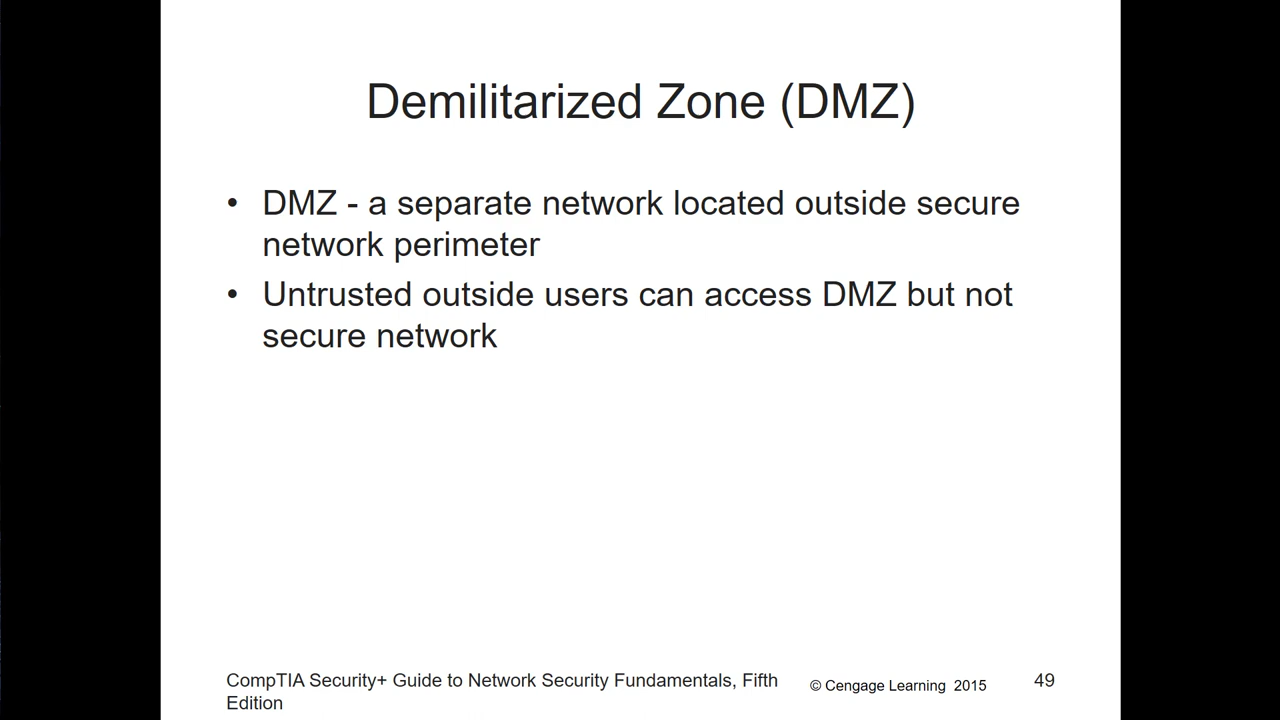 Demilitarized Zone (DMZ)
• DMZ - a separate network located outside secure
network perimeter
• Untrusted outside users can access DMZ but not
secure network
CompTIA Security+ Guide to Network Security Fundamentals, Fifth
Edition
© Cengage Learning 2015
49